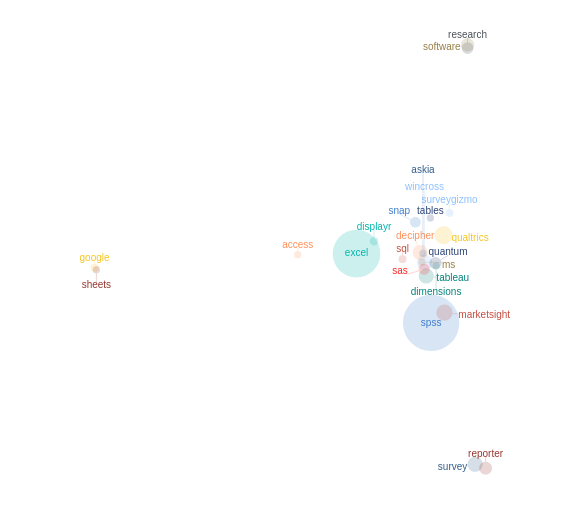 research
software
askia
wincross
surveygizmo
snap
tables
displayr
decipher
qualtrics
access
excel
sql
quantum
google
sas
ms
sheets
tableau
dimensions
marketsight
spss
reporter
survey